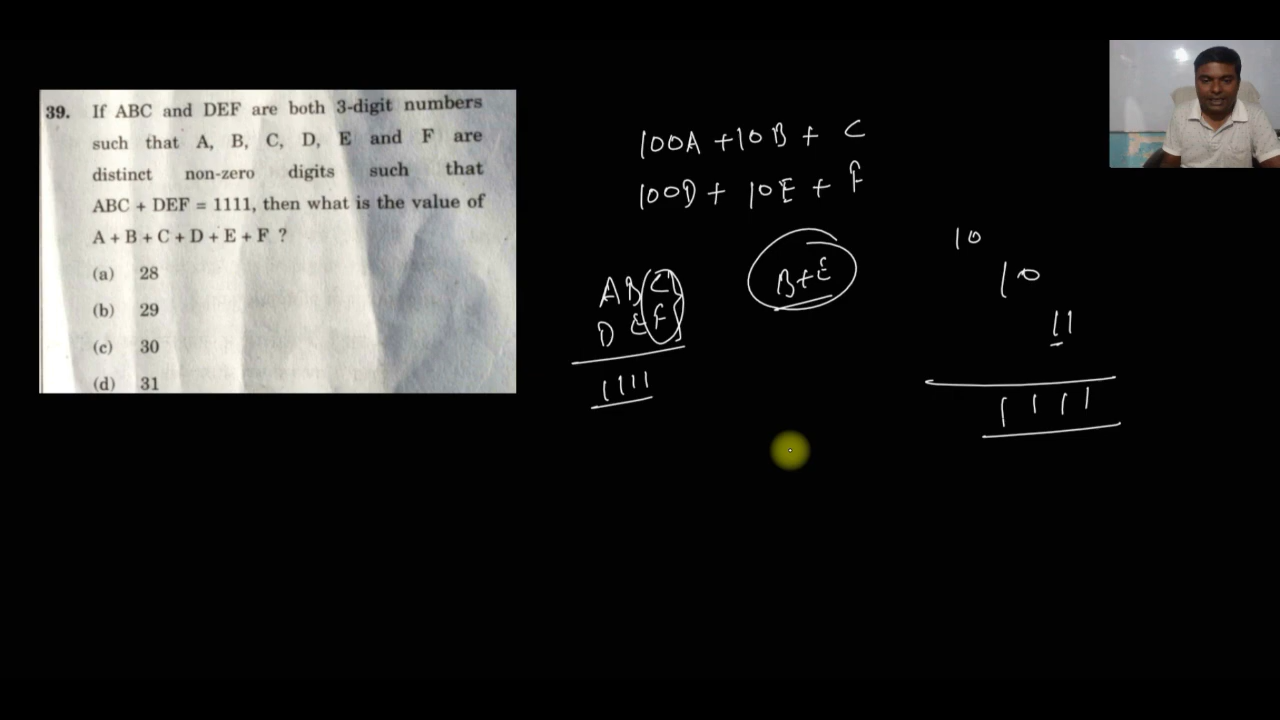 39. If ABC and DEF are both 3-digit numbers
such that A, B, C, D, E and F are
distinct non-zero digits such that
ABC + DEF = 1111, then what is the value of
A + B + C + D + E + F ?
(a) 28
(b) 29
(c) 30
(d) 31
100A + 10B + C
100D + 10E + F
A B C
D E F
1111
B+E
10
10
11
1111